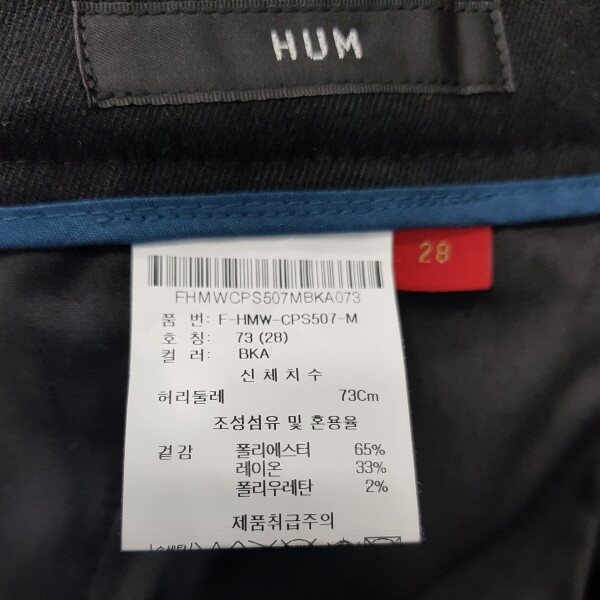 HUM
28
FHMWCPS507MBKA073
품 번: F-HMW-CPS507-M
호 칭: 73 (28)
컬 러: BKA
신 체 치 수
허리둘레 73Cm
조성섬유 및 혼용율
겉 감 폴리에스터 65%
레이온 33%
폴리우레탄 2%
제품취급주의